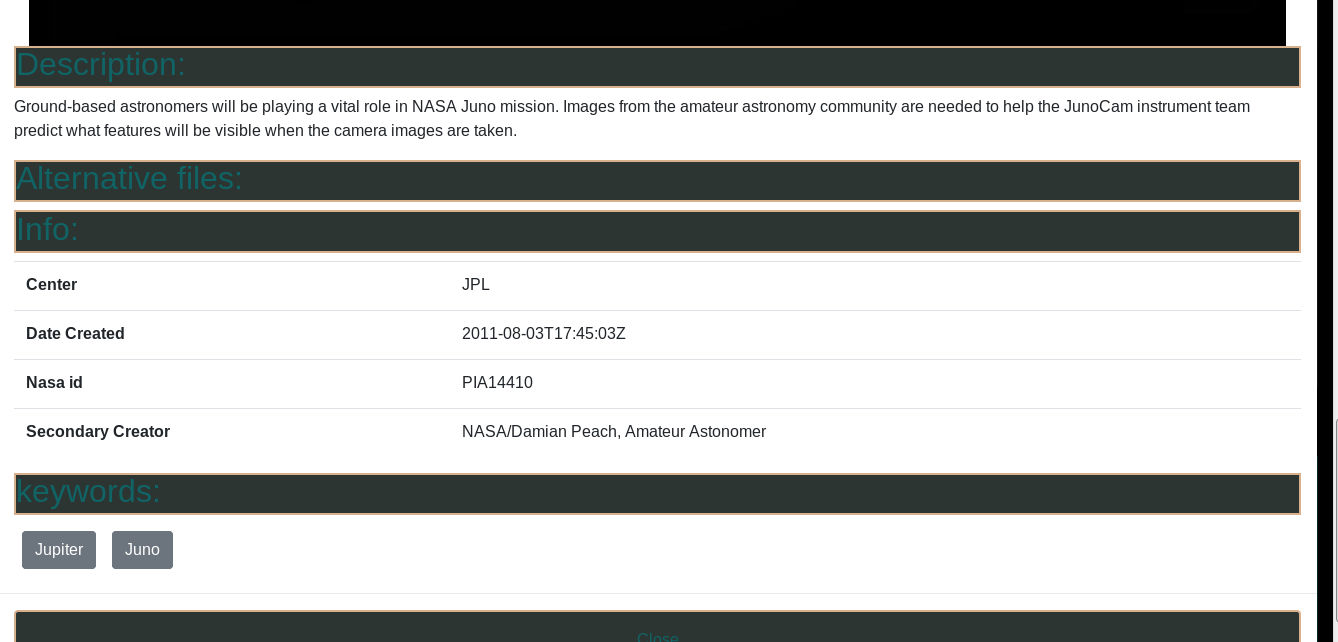 Description:
Ground-based astronomers will be playing a vital role in NASA Juno mission. Images from the amateur astronomy community are needed to help the JunoCam instrument team
predict what features will be visible when the camera images are taken.
Alternative files:
Info:
Center JPL
Date Created 2011-08-03T17:45:03Z
Nasa id PIA14410
Secondary Creator NASA/Damian Peach, Amateur Astonomer
keywords:
Jupiter Juno
Close